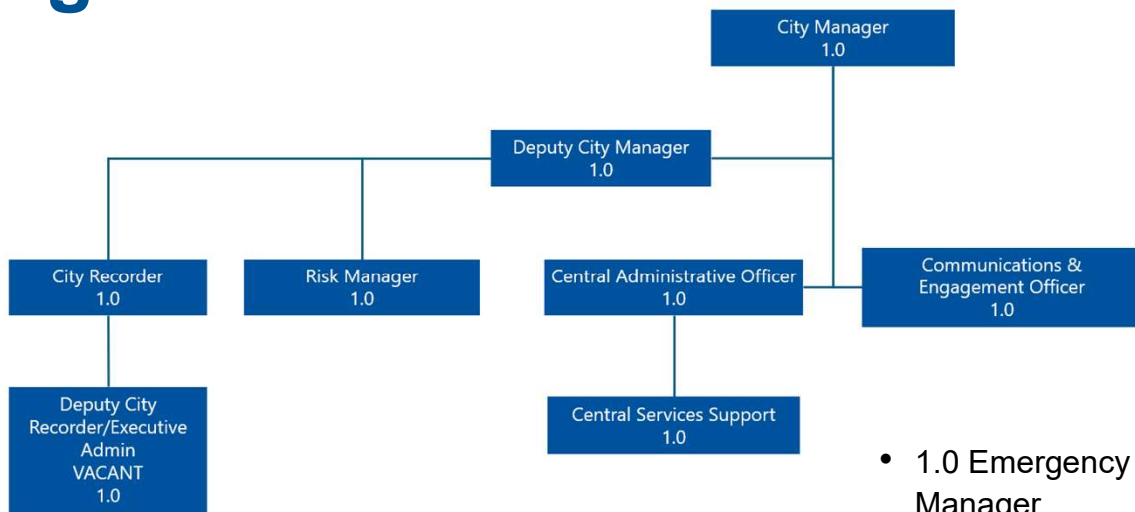 City Manager
1.0
Deputy City Manager
1.0
City Recorder
1.0
Risk Manager
1.0
Central Administrative Officer
1.0
Communications &
Engagement Officer
1.0
Deputy City
Recorder/Executive
Admin
VACANT
1.0
Central Services Support
1.0
• 1.0 Emergency
Manager